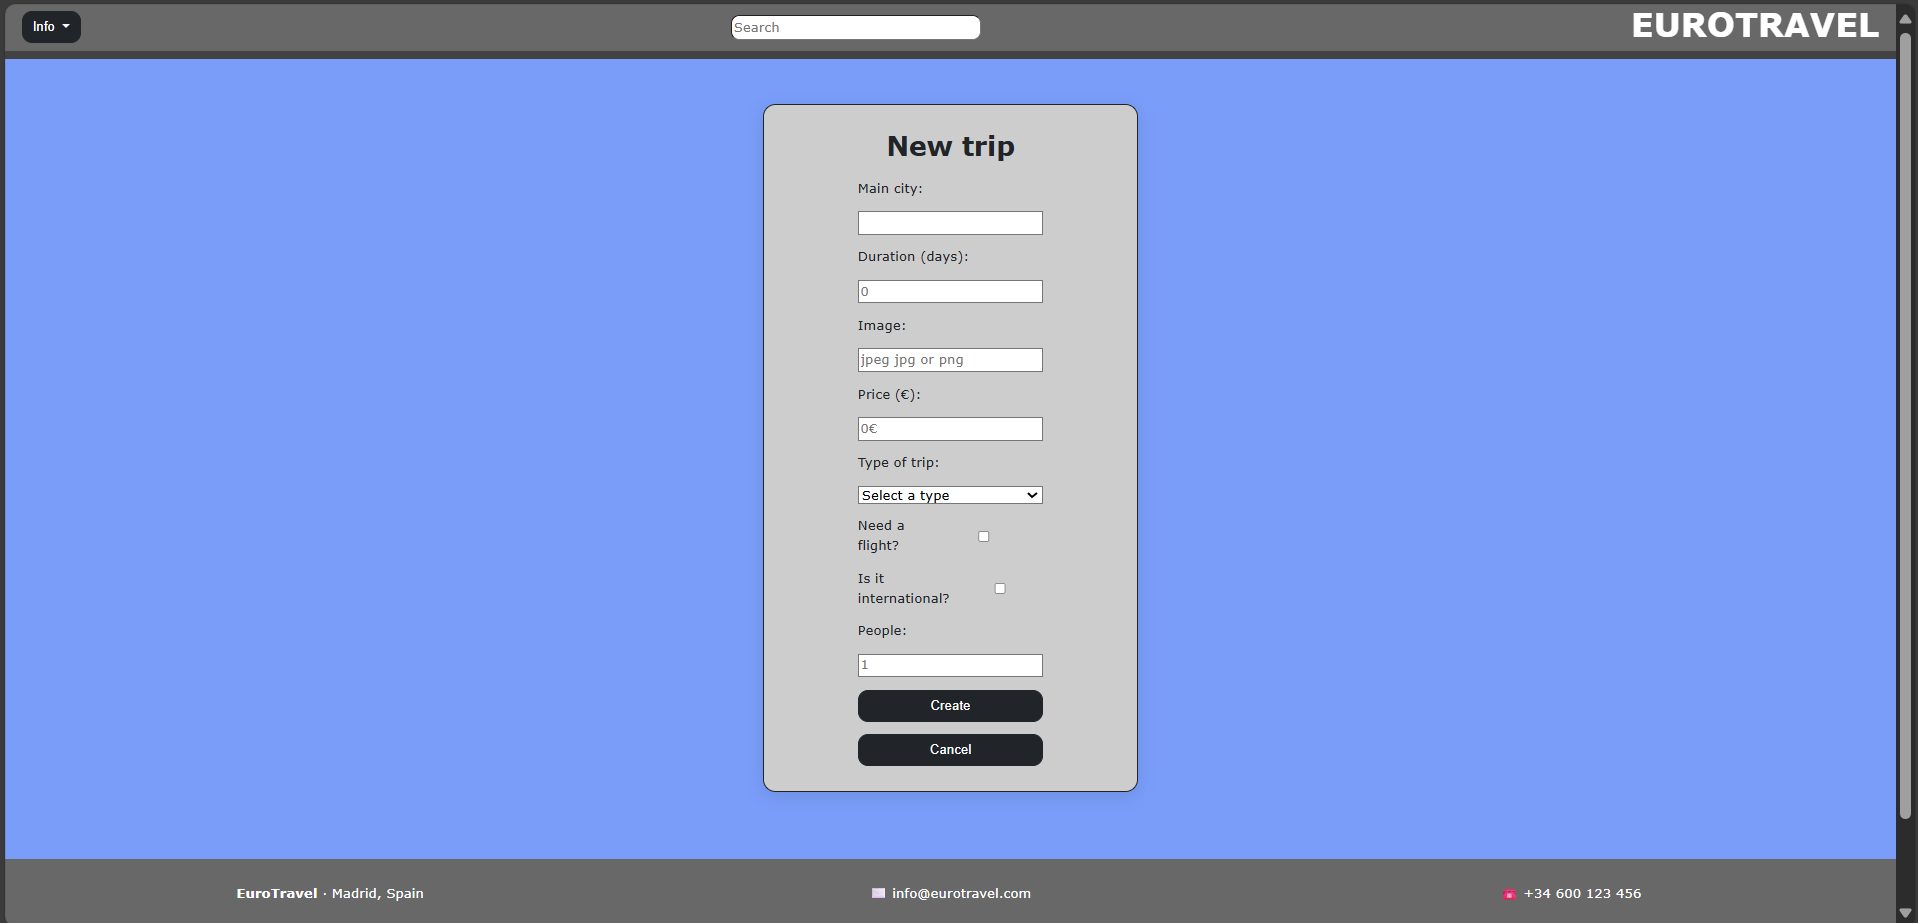 Info
Search
EUROTRAVEL
New trip
Main city:
Duration (days):
0
Image:
jpeg jpg or png
Price (€):
0€
Type of trip:
Select a type
Need a
flight?
Is it
international?
People:
1
Create
Cancel
EuroTravel · Madrid, Spain
info@eurotravel.com
+34 600 123 456